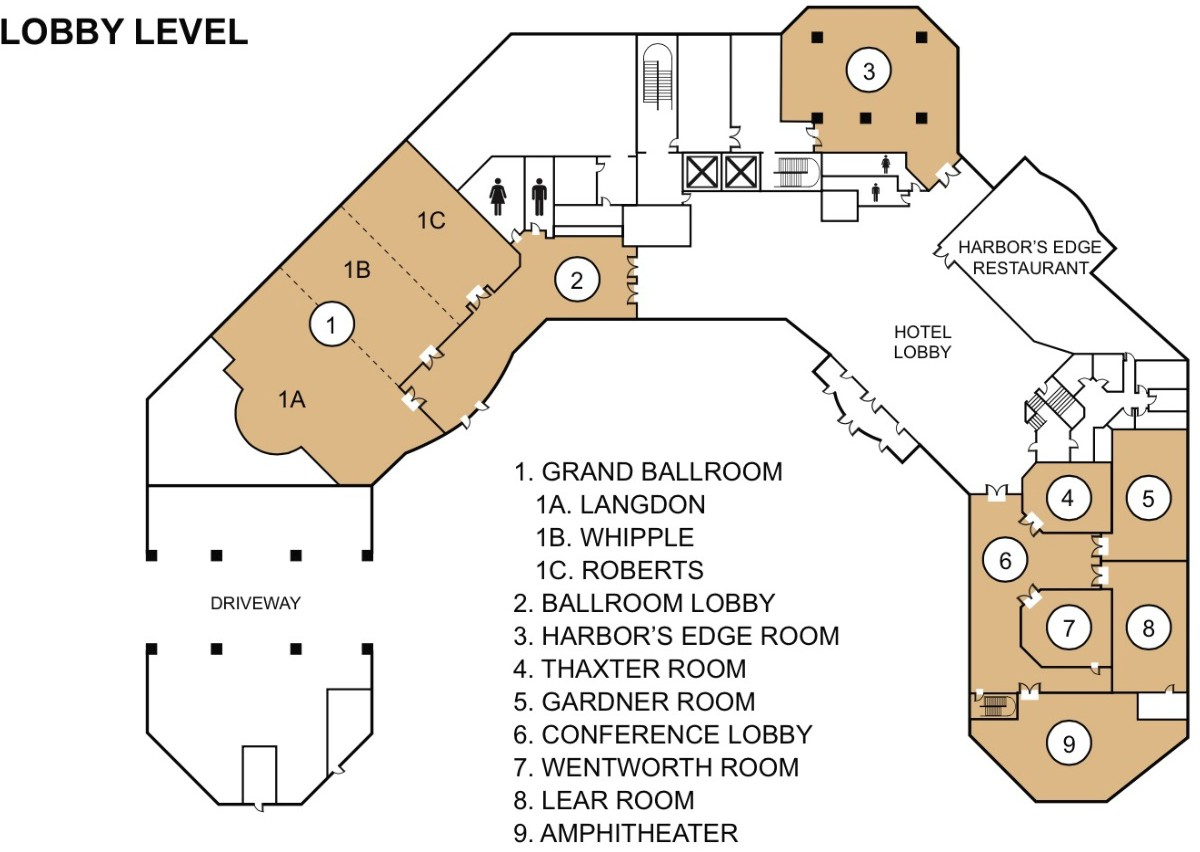 LOBBY LEVEL
3
1C
1B
2
1
1A
HARBOR'S EDGE
RESTAURANT
HOTEL
LOBBY
4
5
6
7
8
9
DRIVEWAY
1. GRAND BALLROOM
1A. LANGDON
1B. WHIPPLE
1C. ROBERTS
2. BALLROOM LOBBY
3. HARBOR'S EDGE ROOM
4. THAXTER ROOM
5. GARDNER ROOM
6. CONFERENCE LOBBY
7. WENTWORTH ROOM
8. LEAR ROOM
9. AMPHITHEATER